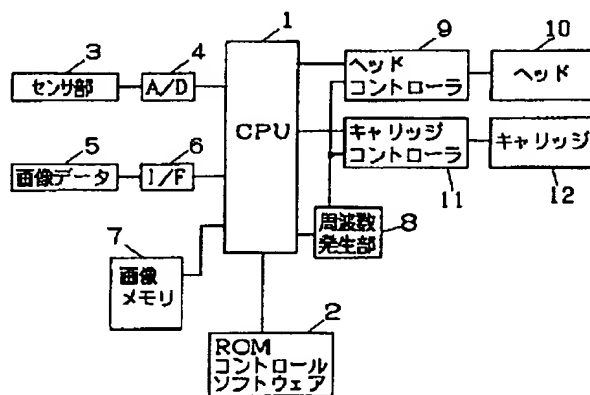 1
3
4
9
10
センサ部
A/D
CPU
ヘッド
コントローラ
ヘッド
5
6
画像データ
I/F
キャリッジ
コントローラ
キャリッジ
11
12
7
画像
メモリ
周波数
発生部
8
2
ROM
コントロール
ソフトウェア